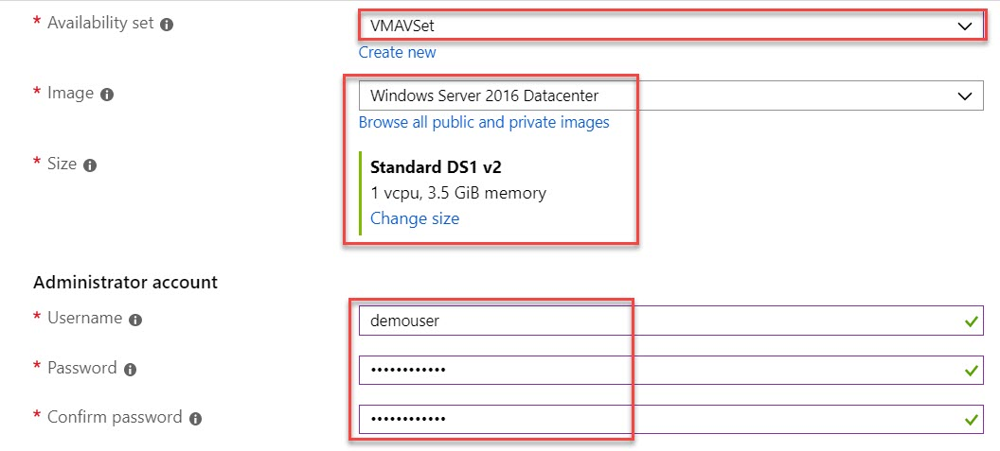 * Availability set
VMAVSet
Create new
* Image
Windows Server 2016 Datacenter
Browse all public and private images
* Size
Standard DS1 v2
1 vcpu, 3.5 GiB memory
Change size
Administrator account
* Username
demouser
* Password
••••••••••••
* Confirm password
••••••••••••